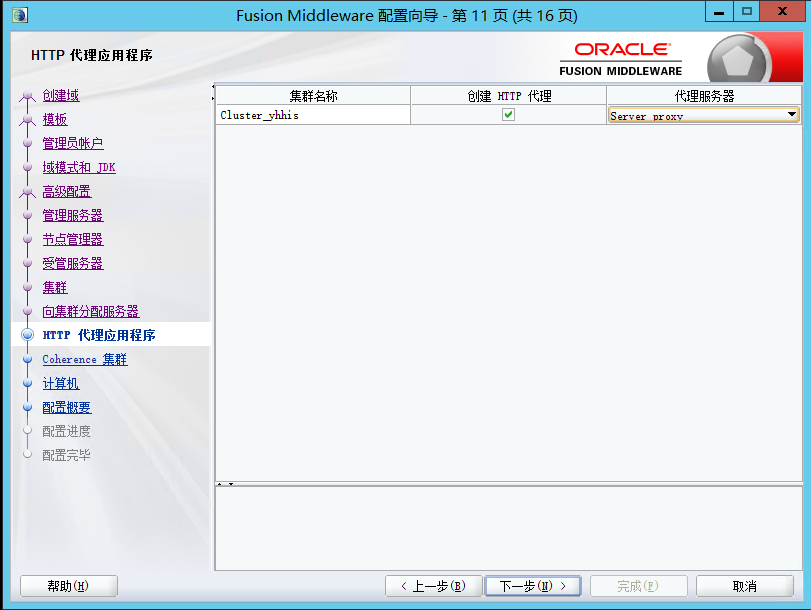 Fusion Middleware 配置向导 - 第 11 页 (共 16 页)
HTTP 代理应用程序
ORACLE
FUSION MIDDLEWARE
创建域
模板
管理员帐户
域模式和 JDK
高级配置
管理服务器
节点管理器
受管服务器
集群
向集群分配服务器
HTTP 代理应用程序
Coherence 集群
计算机
配置概要
配置进度
配置完毕
集群名称 创建 HTTP 代理 代理服务器
Cluster_yhhis Server_proxy
帮助(H) < 上一步(B) 下一步(N) > 完成(F) 取消